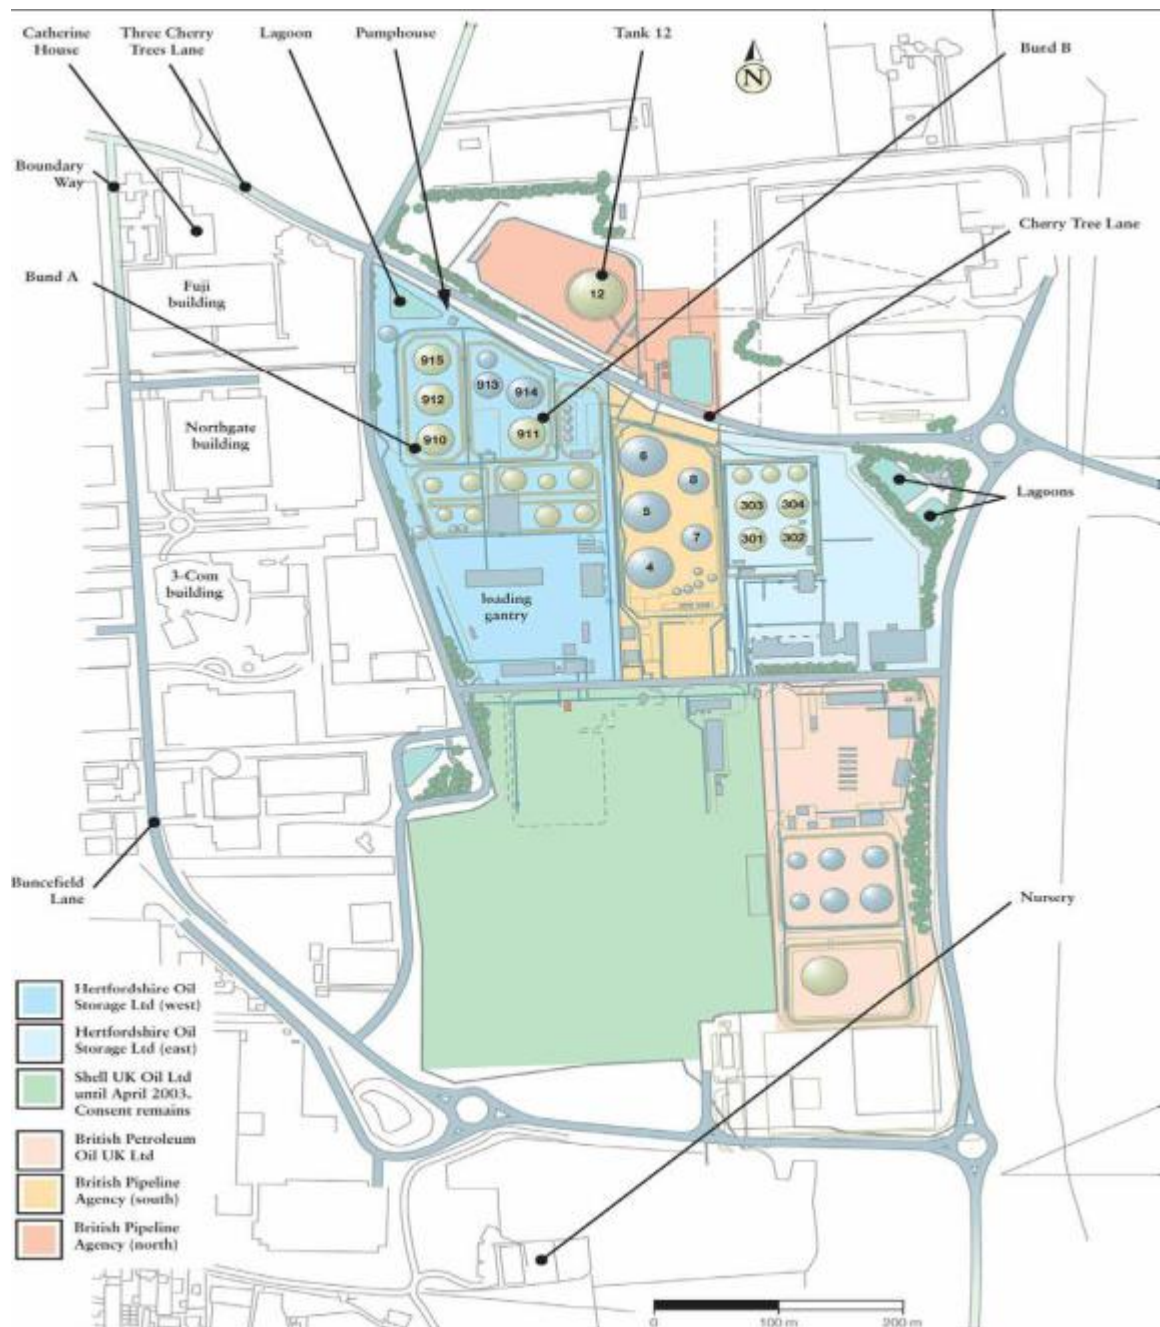 Catherine
House
Three Cherry
Trees Lane
Lagoon
Pumphouse
Tank 12
Bund B
N
Boundary
Way
Cherry Tree Lane
Bund A
Fuji
building
12
915
913
914
912
911
910
Northgate
building
6
8
Lagoons
303
304
5
7
301
302
4
3-Com
building
loading
gantry
Buncefield
Lane
Nursery
Hertfordshire Oil
Storage Ltd (west)
Hertfordshire Oil
Storage Ltd (east)
Shell UK Oil Ltd
until April 2003.
Consent remains
British Petroleum
Oil UK Ltd
British Pipeline
Agency (south)
British Pipeline
Agency (north)
0
100 m
200 m